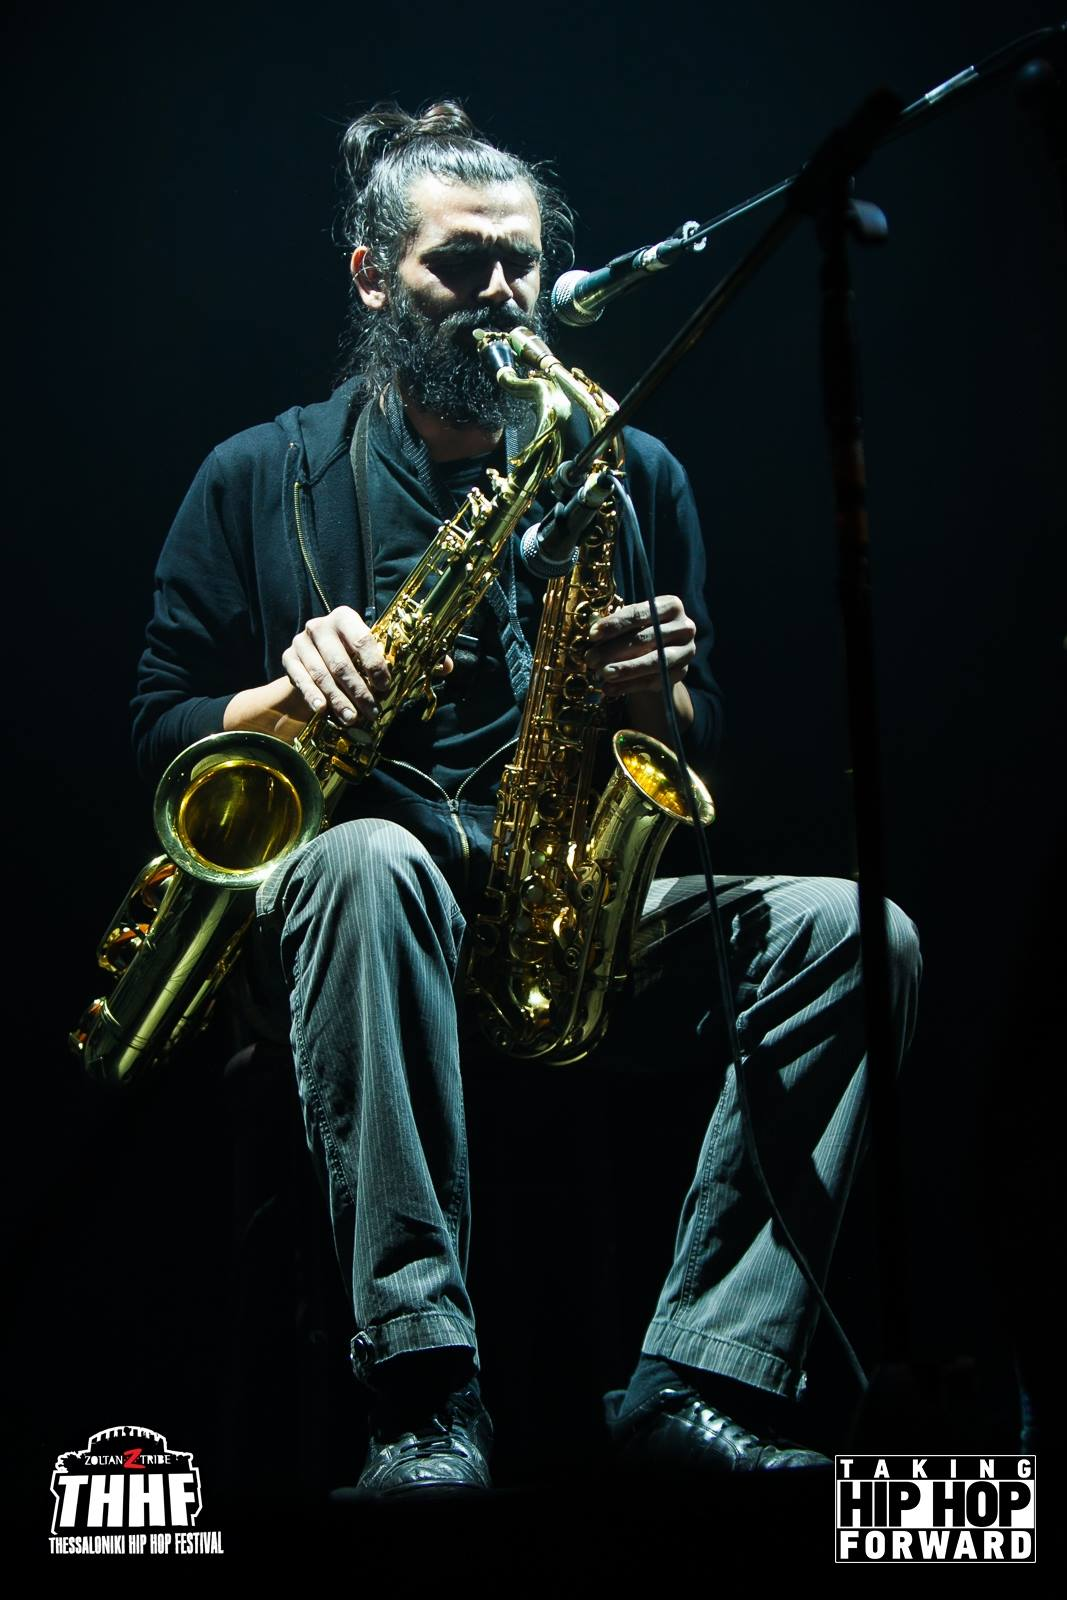 ZOLTAN Z TRIBE
THHF
THESSALONIKI HIP HOP FESTIVAL
TAKING
HIP HOP
FORWARD